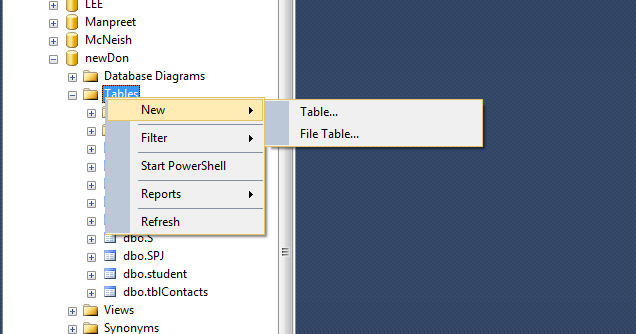 LEE
Manpreet
McNeish
newDon
Database Diagrams
Tables
New
Table...
File Table...
Filter
Start PowerShell
Reports
Refresh
dbo.S
dbo.SPJ
dbo.student
dbo.tblContacts
Views
Synonyms